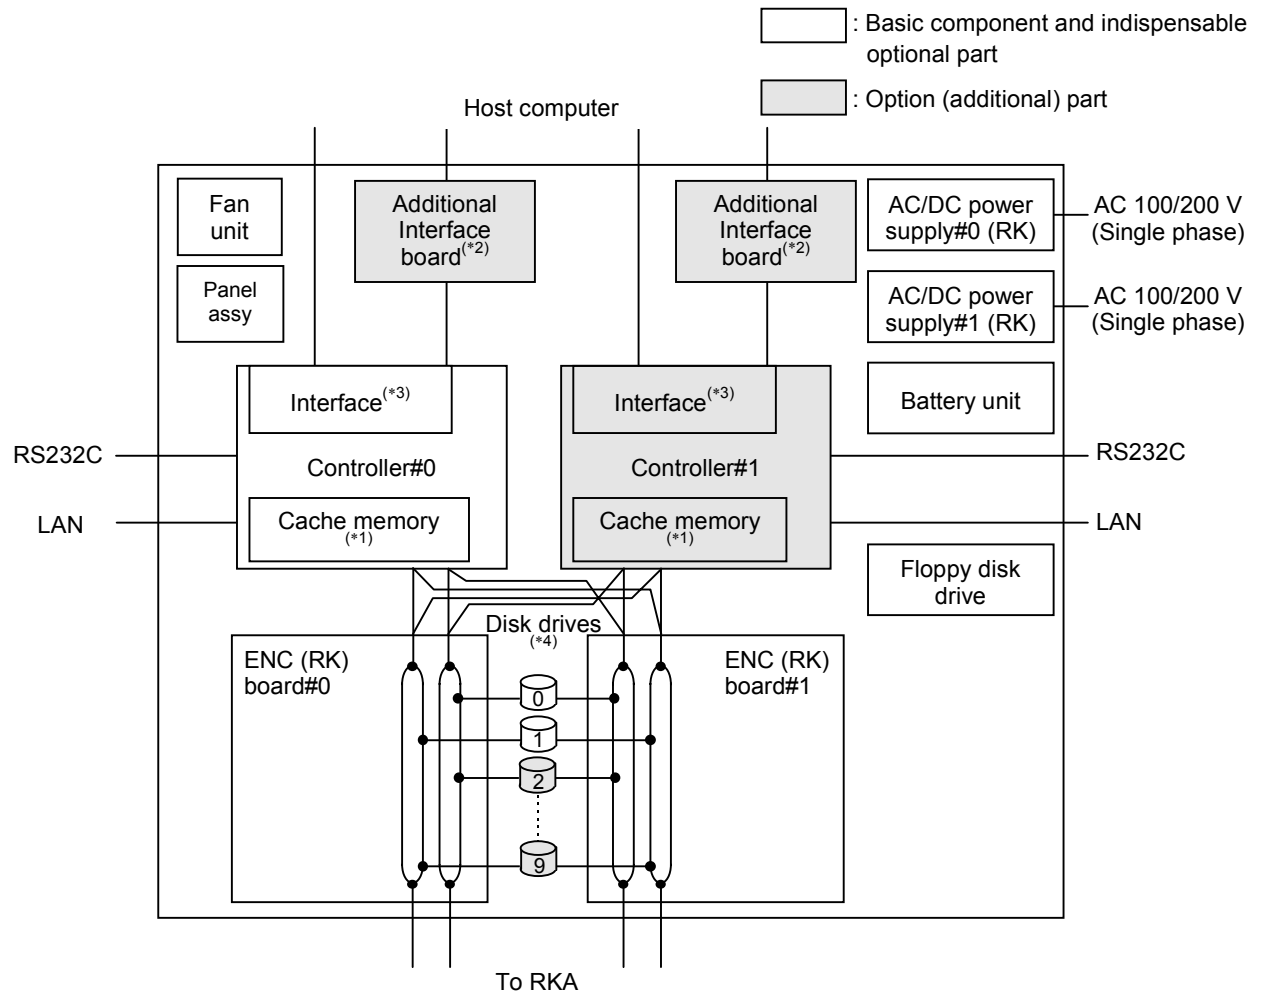 : Basic component and indispensable
optional part
: Option (additional) part
Host computer
Fan
unit
Additional
Interface
board(*2)
Additional
Interface
board(*2)
AC/DC power
supply#0 (RK)
AC 100/200 V
(Single phase)
Panel
assy
AC/DC power
supply#1 (RK)
AC 100/200 V
(Single phase)
Interface(*3)
Interface(*3)
Battery unit
RS232C
Controller#0
Controller#1
RS232C
LAN
Cache memory
(*1)
Cache memory
(*1)
LAN
Floppy disk
drive
Disk drives
(*4)
ENC (RK)
board#0
ENC (RK)
board#1
0
1
2
9
To RKA